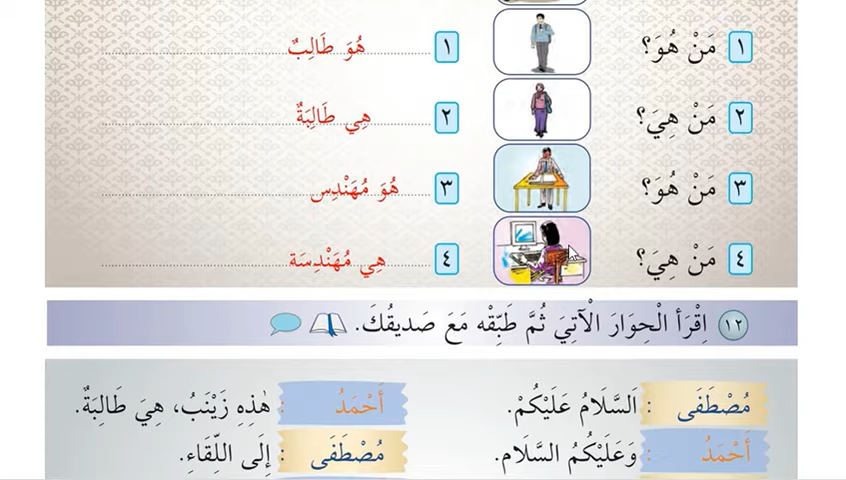 ١ مَنْ هُوَ؟ ١ هُوَ طَالِبٌ
٢ مَنْ هِيَ؟ ٢ هِي طَالِبَةٌ
٣ مَنْ هُوَ؟ ٣ هُوَ مُهَنْدِس
٤ مَنْ هِيَ؟ ٤ هِي مُهَنْدِسَة
١٢ اِقْرَأ الْحِوَارَ الْآتِيَ ثُمَّ طَبِّقْه مَعَ صَديقُكَ.
مُصْطَفَى : اَلسَّلَامُ عَلَيْكُمْ.
أَحْمَدُ : وَعَلَيْكُمُ السَّلَام.
أَحْمَدُ : هٰذِهِ زَيْنَبُ، هِيَ طَالِبَةٌ.
مُصْطَفَى : إِلَى اللِّقَاءِ.